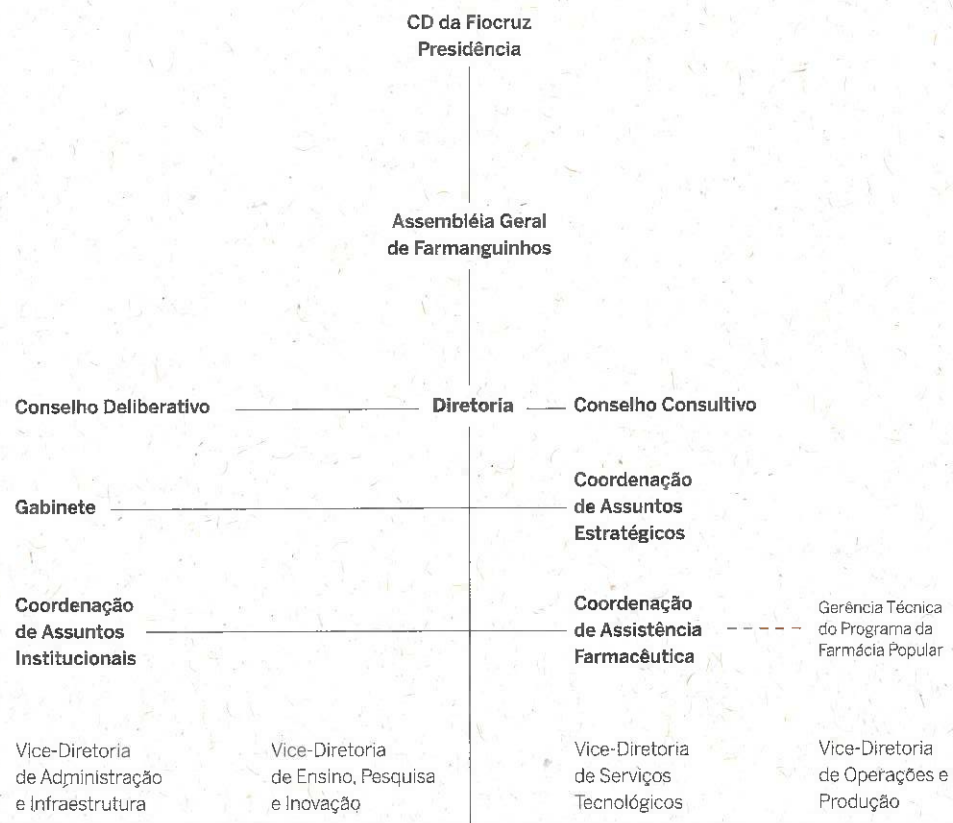 CD da Fiocruz
Presidência
Assembléia Geral
de Farmanguinhos
Conselho Deliberativo
Diretoria
Conselho Consultivo
Gabinete
Coordenação
de Assuntos
Estratégicos
Coordenação
de Assuntos
Institucionais
Coordenação
de Assistência
Farmacêutica
Gerência Técnica
do Programa da
Farmácia Popular
Vice-Diretoria
de Administração
e Infraestrutura
Vice-Diretoria
de Ensino, Pesquisa
e Inovação
Vice-Diretoria
de Serviços
Tecnológicos
Vice-Diretoria
de Operações e
Produção